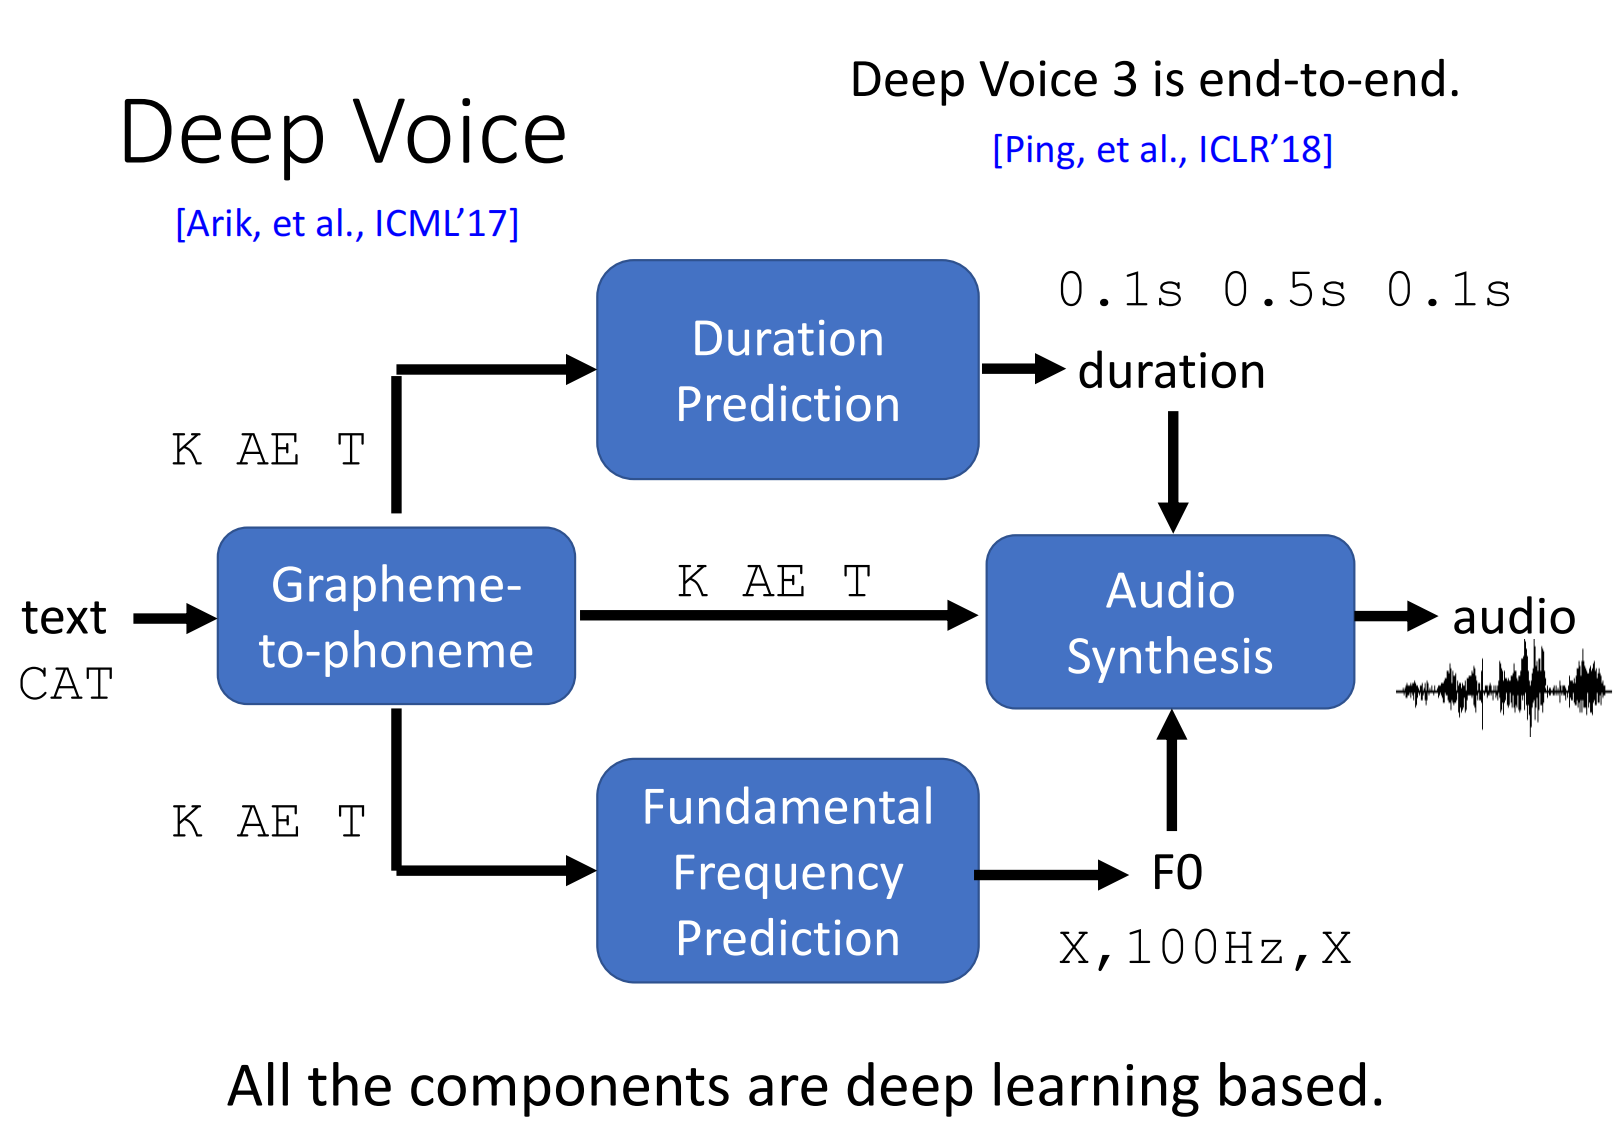 Deep Voice
[Arik, et al., ICML’17]
Deep Voice 3 is end-to-end.
[Ping, et al., ICLR’18]
Duration
Prediction
0.1s 0.5s 0.1s
duration
K AE T
Grapheme-
to-phoneme
text
CAT
K AE T
Audio
Synthesis
audio
K AE T
Fundamental
Frequency
Prediction
F0
X,100Hz,X
All the components are deep learning based.